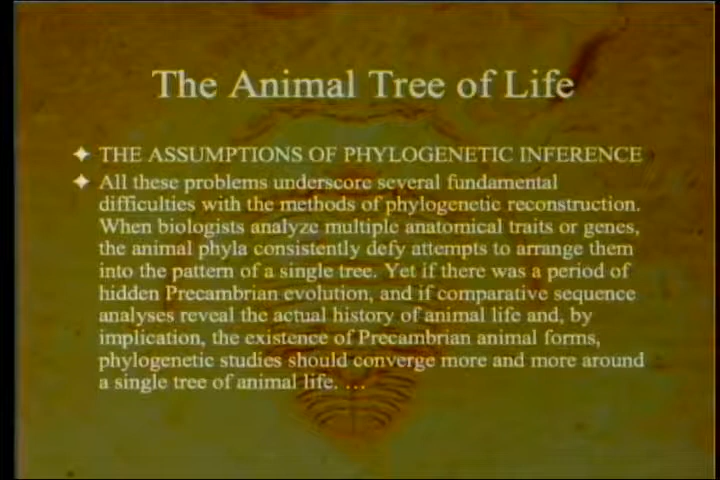 The Animal Tree of Life
THE ASSUMPTIONS OF PHYLOGENETIC INFERENCE
All these problems underscore several fundamental
difficulties with the methods of phylogenetic reconstruction.
When biologists analyze multiple anatomical traits or genes,
the animal phyla consistently defy attempts to arrange them
into the pattern of a single tree. Yet if there was a period of
hidden Precambrian evolution, and if comparative sequence
analyses reveal the actual history of animal life and, by
implication, the existence of Precambrian animal forms,
phylogenetic studies should converge more and more around
a single tree of animal life. …